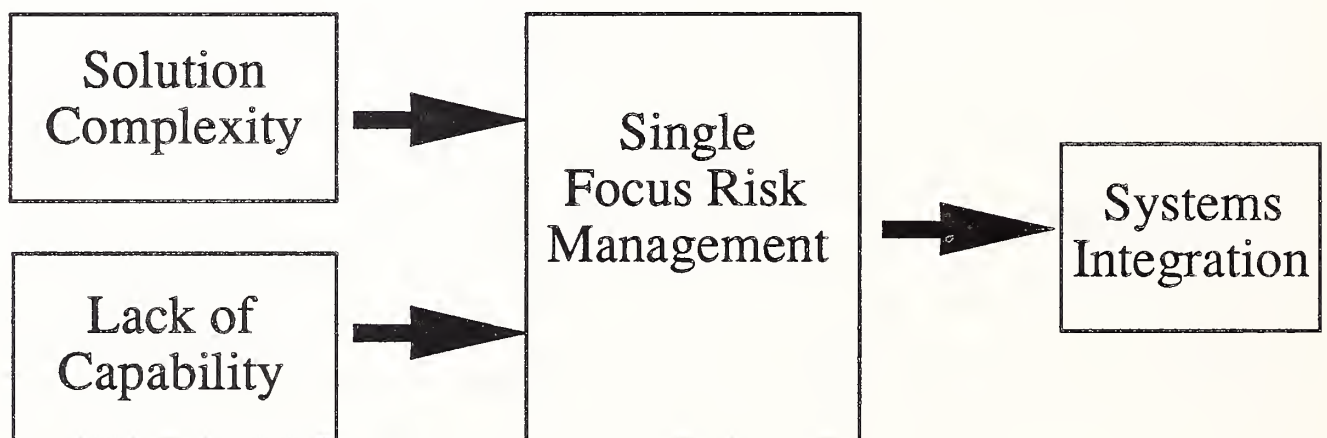 Solution
Complexity
Lack of
Capability
Single
Focus Risk
Management
Systems
Integration